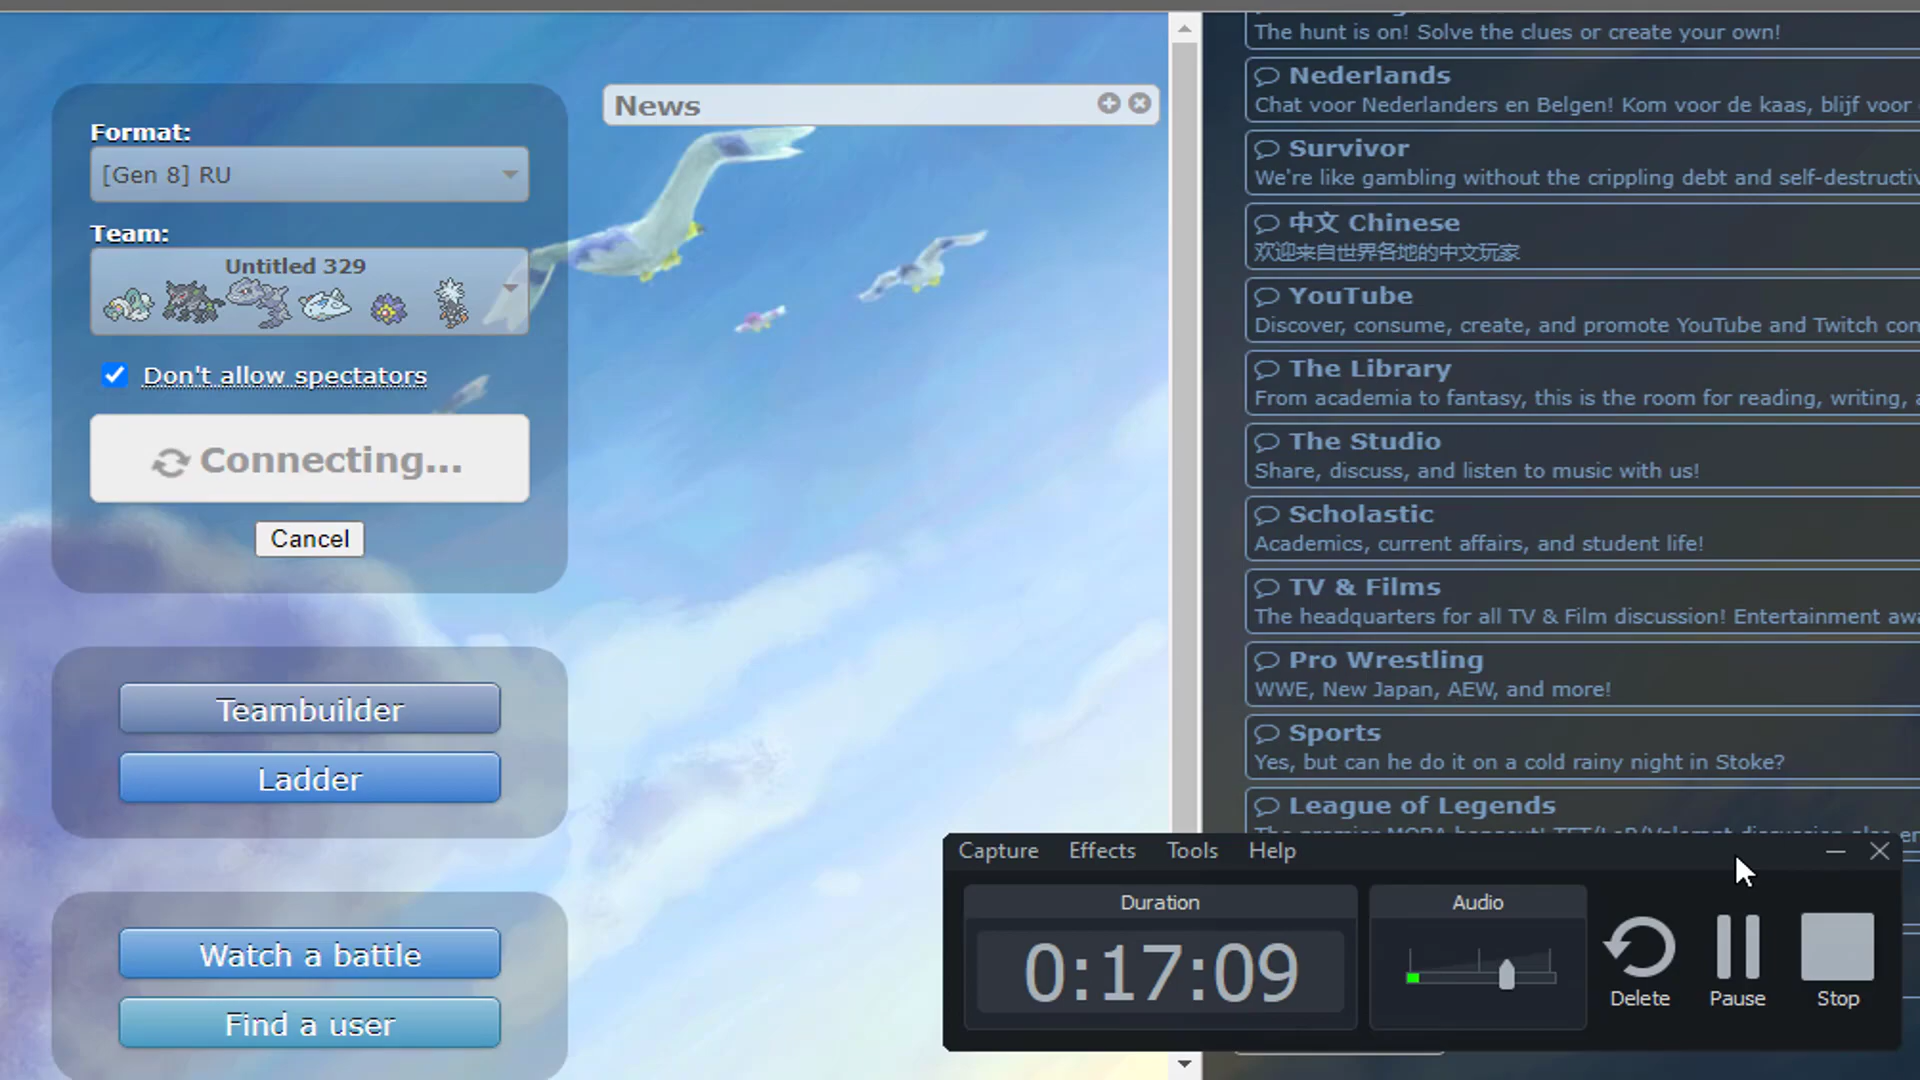 Format:
[Gen 8] RU
Team:
Untitled 329
Don't allow spectators
Connecting...
Cancel
Teambuilder
Ladder
Watch a battle
Find a user
News
The hunt is on! Solve the clues or create your own!
Nederlands
Chat voor Nederlanders en Belgen! Kom voor de kaas, blijf voor
Survivor
We're like gambling without the crippling debt and self-destructiv
中文 Chinese
欢迎来自世界各地的中文玩家
YouTube
Discover, consume, create, and promote YouTube and Twitch con
The Library
From academia to fantasy, this is the room for reading, writing, a
The Studio
Share, discuss, and listen to music with us!
Scholastic
Academics, current affairs, and student life!
TV & Films
The headquarters for all TV & Film discussion! Entertainment awa
Pro Wrestling
WWE, New Japan, AEW, and more!
Sports
Yes, but can he do it on a cold rainy night in Stoke?
League of Legends
Capture Effects Tools Help
Duration
0:17:09
Audio
Delete
Pause
Stop